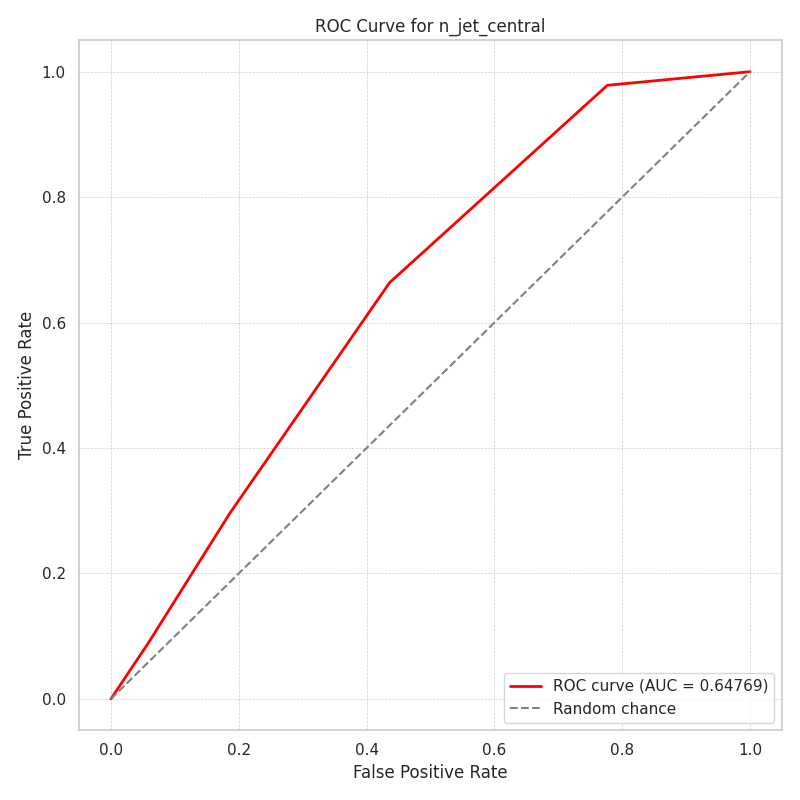 ROC Curve for n_jet_central
True Positive Rate
1.0
0.8
0.6
0.4
0.2
0.0
ROC curve (AUC = 0.64769)
Random chance
0.0 0.2 0.4 0.6 0.8 1.0
False Positive Rate